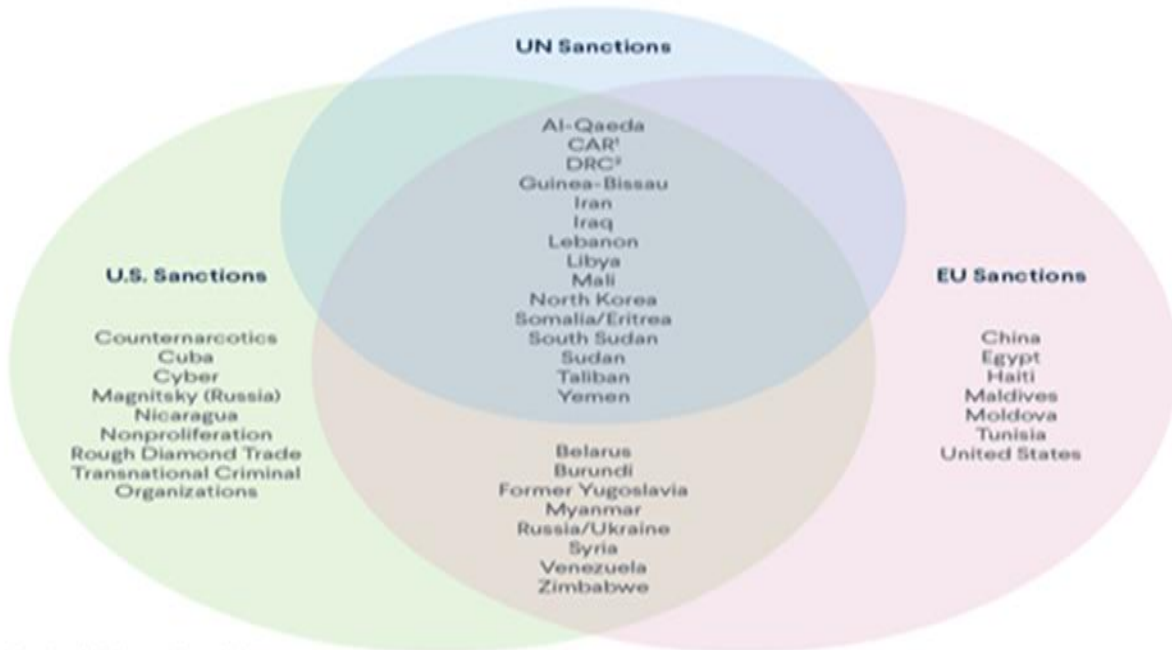 UN Sanctions
Al-Qaeda
CAR¹
DRC²
Guinea-Bissau
Iran
Iraq
Lebanon
Libya
Mali
North Korea
Somalia/Eritrea
South Sudan
Sudan
Taliban
Yemen
U.S. Sanctions
Counternarcotics
Cuba
Cyber
Magnitsky (Russia)
Nicaragua
Nonproliferation
Rough Diamond Trade
Transnational Criminal
Organizations
Belarus
Burundi
Former Yugoslavia
Myanmar
Russia/Ukraine
Syria
Venezuela
Zimbabwe
EU Sanctions
China
Egypt
Haiti
Maldives
Moldova
Tunisia
United States